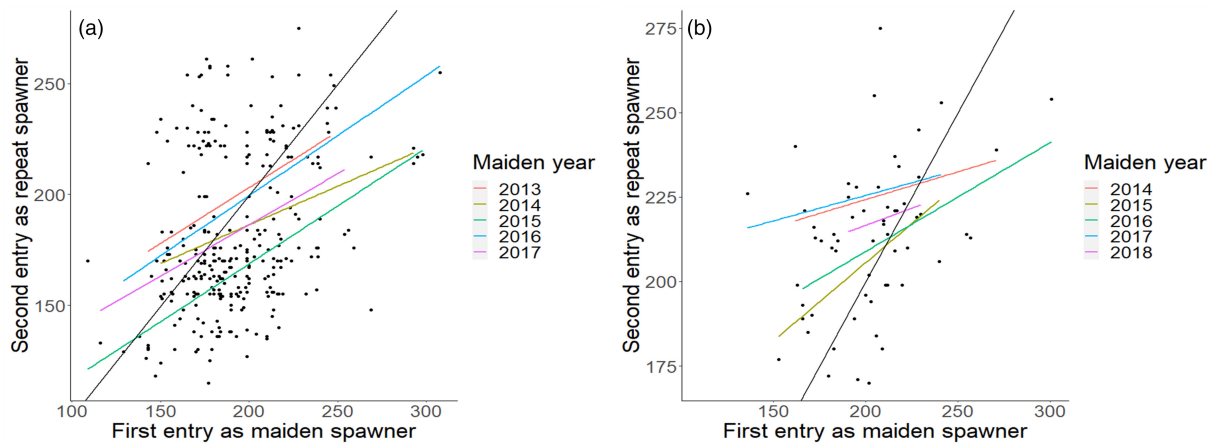 (a)
Second entry as repeat spawner
250
200
150
100 150 200 250 300
First entry as maiden spawner
Maiden year
2013
2014
2015
2016
2017
(b)
Second entry as repeat spawner
275
250
225
200
175
150 200 250 300
First entry as maiden spawner
Maiden year
2014
2015
2016
2017
2018